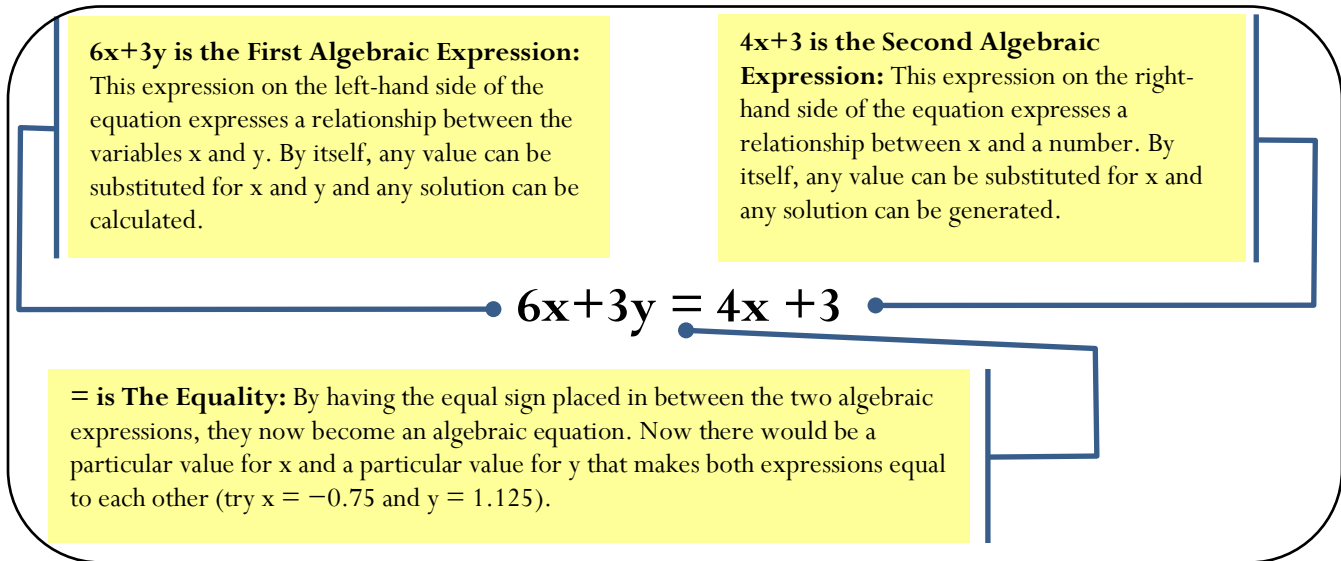 6x+3y is the First Algebraic Expression:
This expression on the left-hand side of the
equation expresses a relationship between the
variables x and y. By itself, any value can be
substituted for x and y and any solution can be
calculated.
4x+3 is the Second Algebraic
Expression: This expression on the right-
hand side of the equation expresses a
relationship between x and a number. By
itself, any value can be substituted for x and
any solution can be generated.
6x+3y = 4x +3
= is The Equality: By having the equal sign placed in between the two algebraic
expressions, they now become an algebraic equation. Now there would be a
particular value for x and a particular value for y that makes both expressions equal
to each other (try x = −0.75 and y = 1.125).